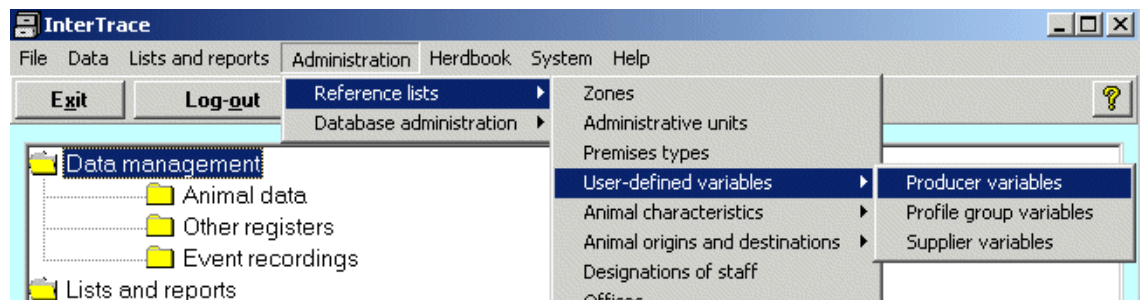 InterTrace
File Data Lists and reports Administration Herdbook System Help
Exit Log-out
Reference lists
Database administration
Zones
Administrative units
Premises types
User-defined variables
Animal characteristics
Animal origins and destinations
Designations of staff
Offices
Producer variables
Profile group variables
Supplier variables
Data management
Animal data
Other registers
Event recordings
Lists and reports